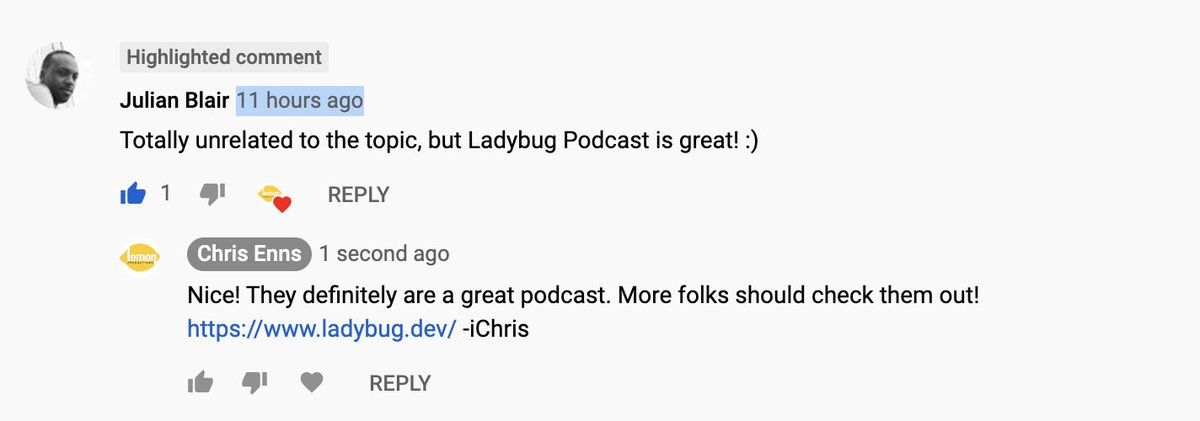 Highlighted comment
Julian Blair 11 hours ago
Totally unrelated to the topic, but Ladybug Podcast is great! :)
1 REPLY
lemon
Chris Enns 1 second ago
Nice! They definitely are a great podcast. More folks should check them out!
https://www.ladybug.dev/ -iChris
REPLY